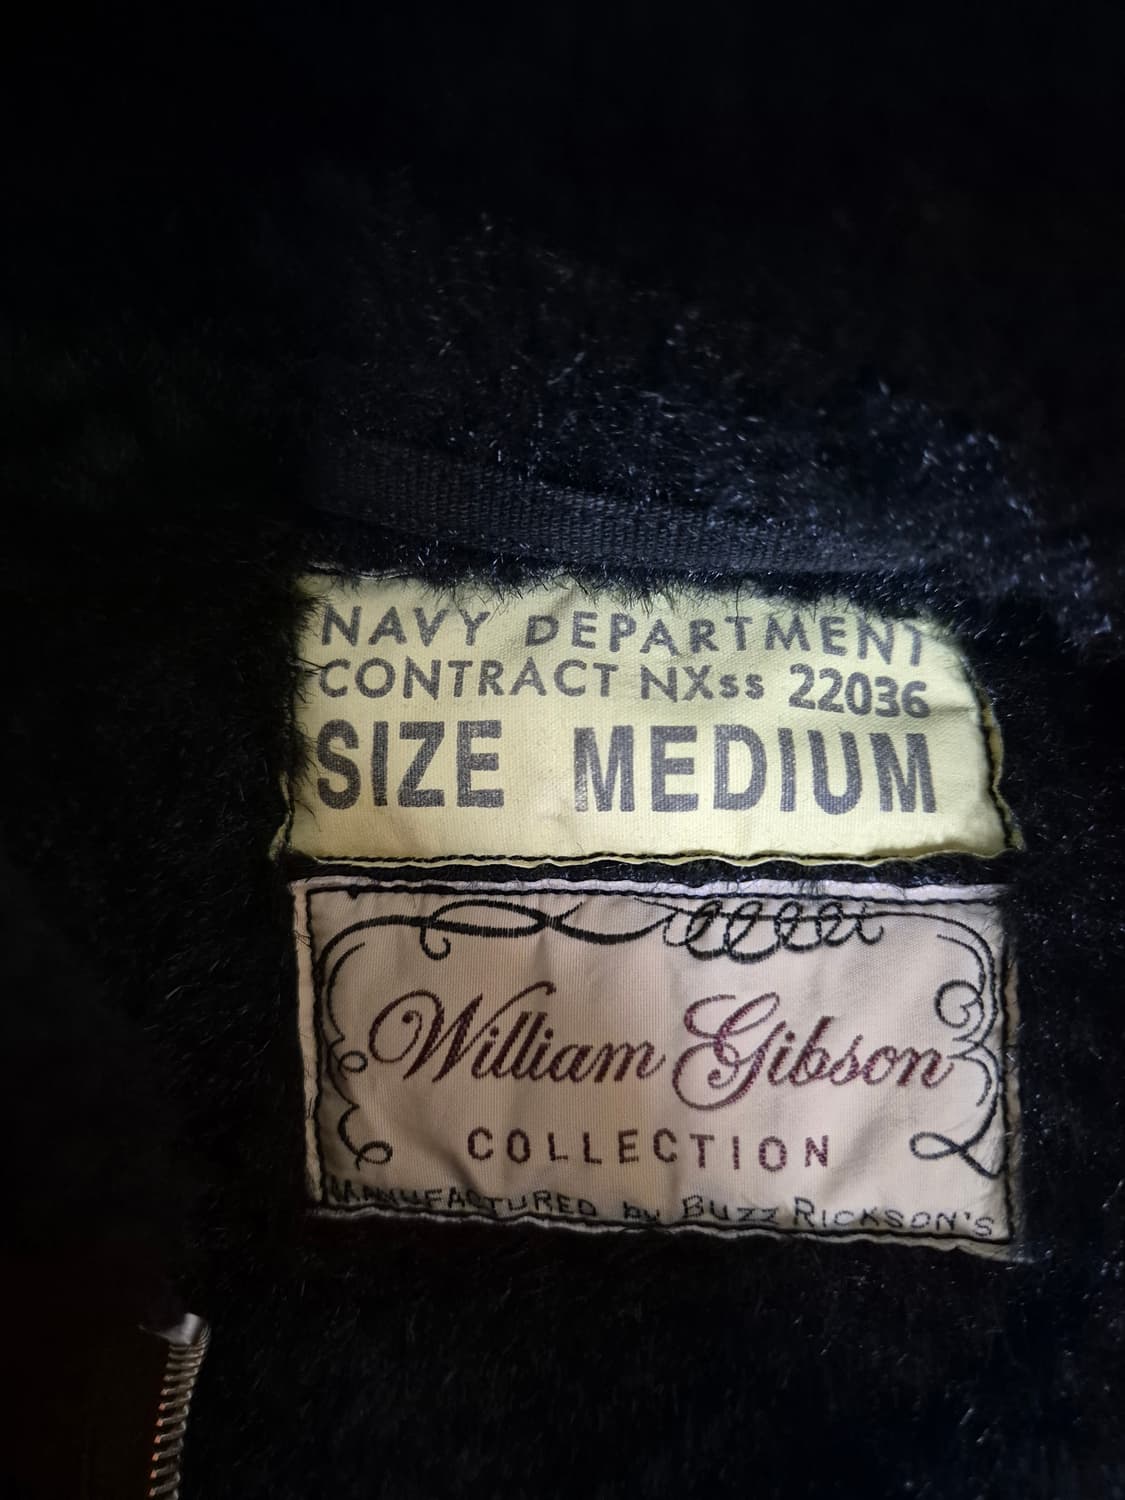 NAVY DEPARTMENT
CONTRACT NXss 22036
SIZE MEDIUM
William Gibson
COLLECTION
MANUFACTURED by BUZZ RICKSON'S